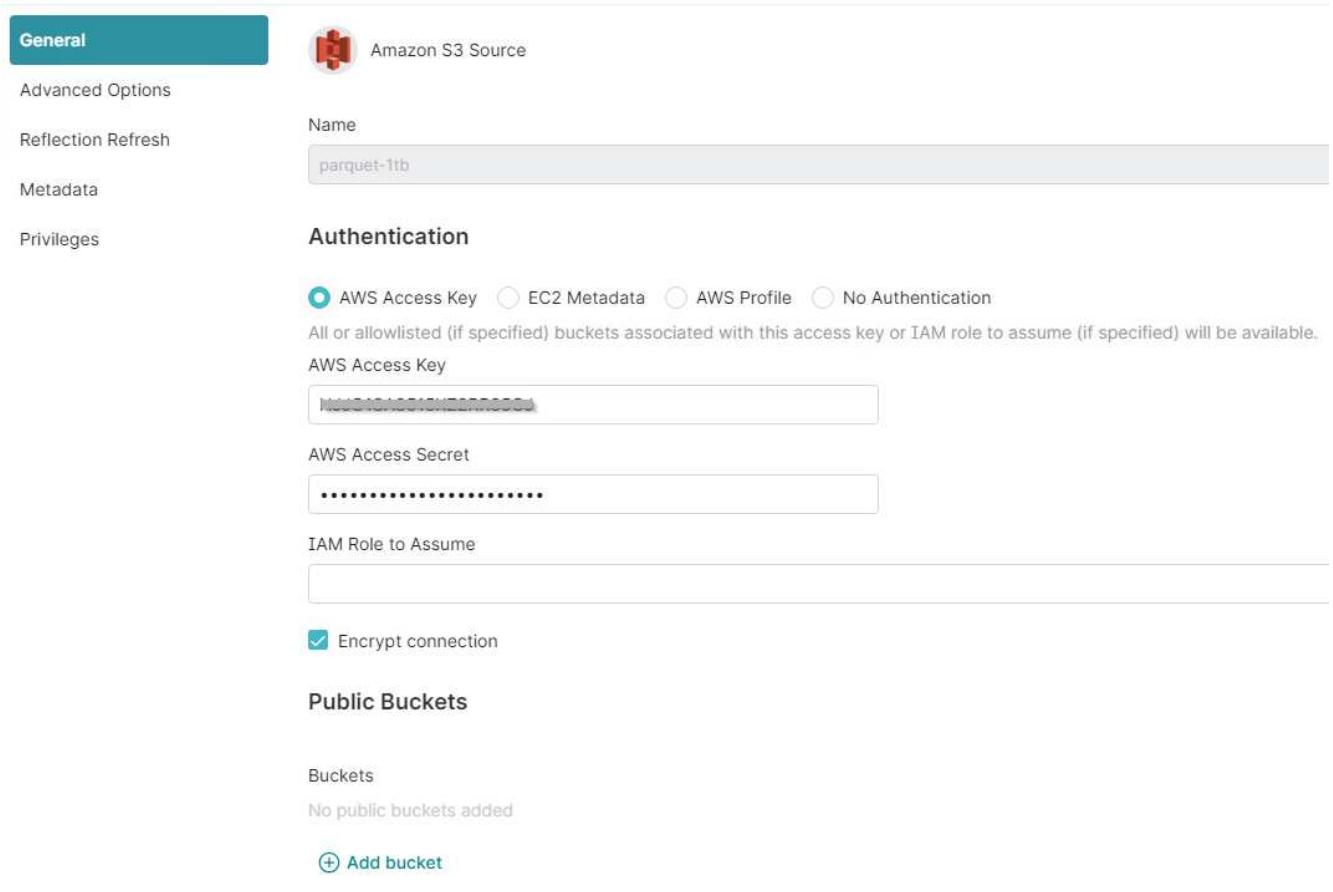 General
Advanced Options
Reflection Refresh
Metadata
Privileges
Amazon S3 Source
Name
parquet-1tb
Authentication
AWS Access Key EC2 Metadata AWS Profile No Authentication
All or allowlisted (if specified) buckets associated with this access key or IAM role to assume (if specified) will be available.
AWS Access Key
AWS Access Secret
••••••••••••••••••••••••
IAM Role to Assume
Encrypt connection
Public Buckets
Buckets
No public buckets added
Add bucket